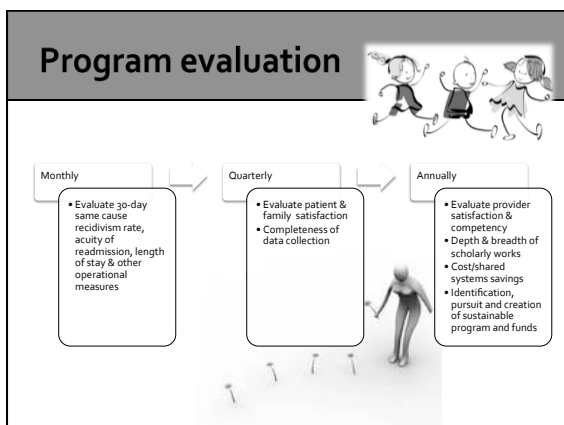 Program evaluation
Monthly
• Evaluate 30-day
same cause
recidivism rate,
acuity of
readmission, length
of stay & other
operational
measures
Quarterly
• Evaluate patient &
family satisfaction
• Completeness of
data collection
Annually
• Evaluate provider
satisfaction &
competency
• Depth & breadth of
scholarly works
• Cost/shared
systems savings
• Identification,
pursuit and creation
of sustainable
program and funds